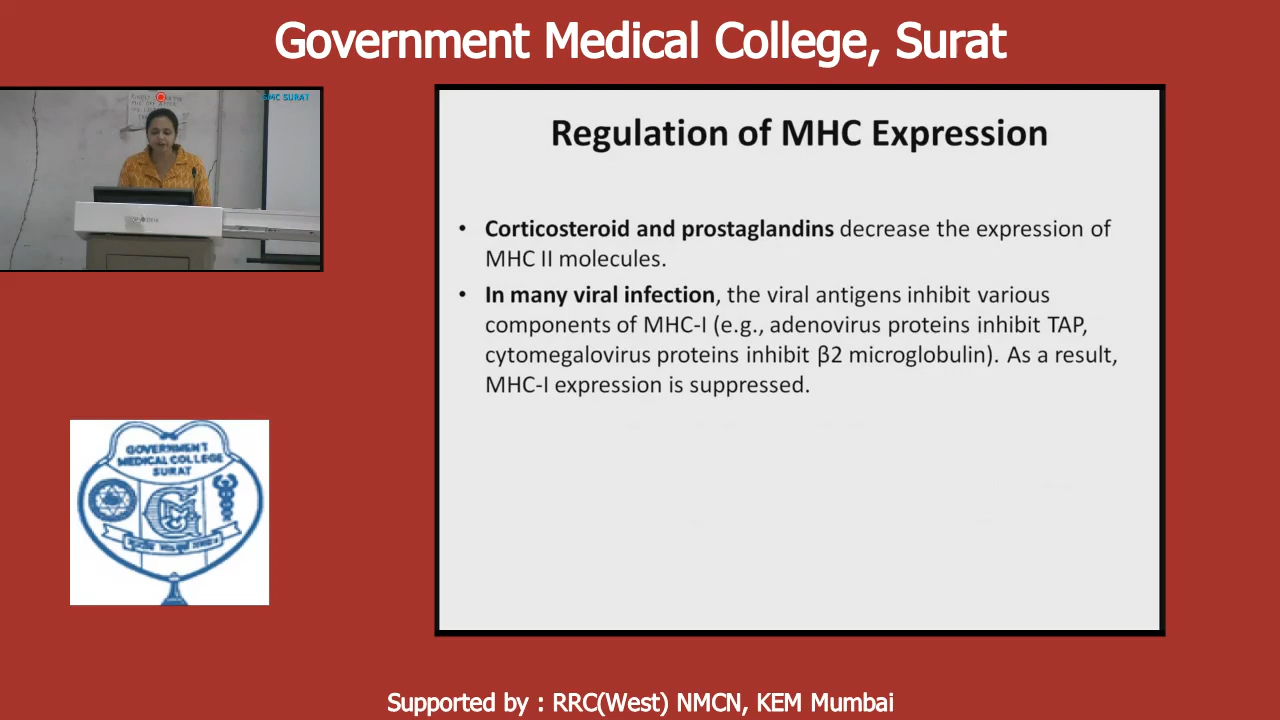 Government Medical College, Surat
GMC SURAT
Regulation of MHC Expression
• Corticosteroid and prostaglandins decrease the expression of
MHC II molecules.
• In many viral infection, the viral antigens inhibit various
components of MHC-I (e.g., adenovirus proteins inhibit TAP,
cytomegalovirus proteins inhibit β2 microglobulin). As a result,
MHC-I expression is suppressed.
GOVERNMENT
MEDICAL COLLEGE
SURAT
Supported by : RRC(West) NMCN, KEM Mumbai